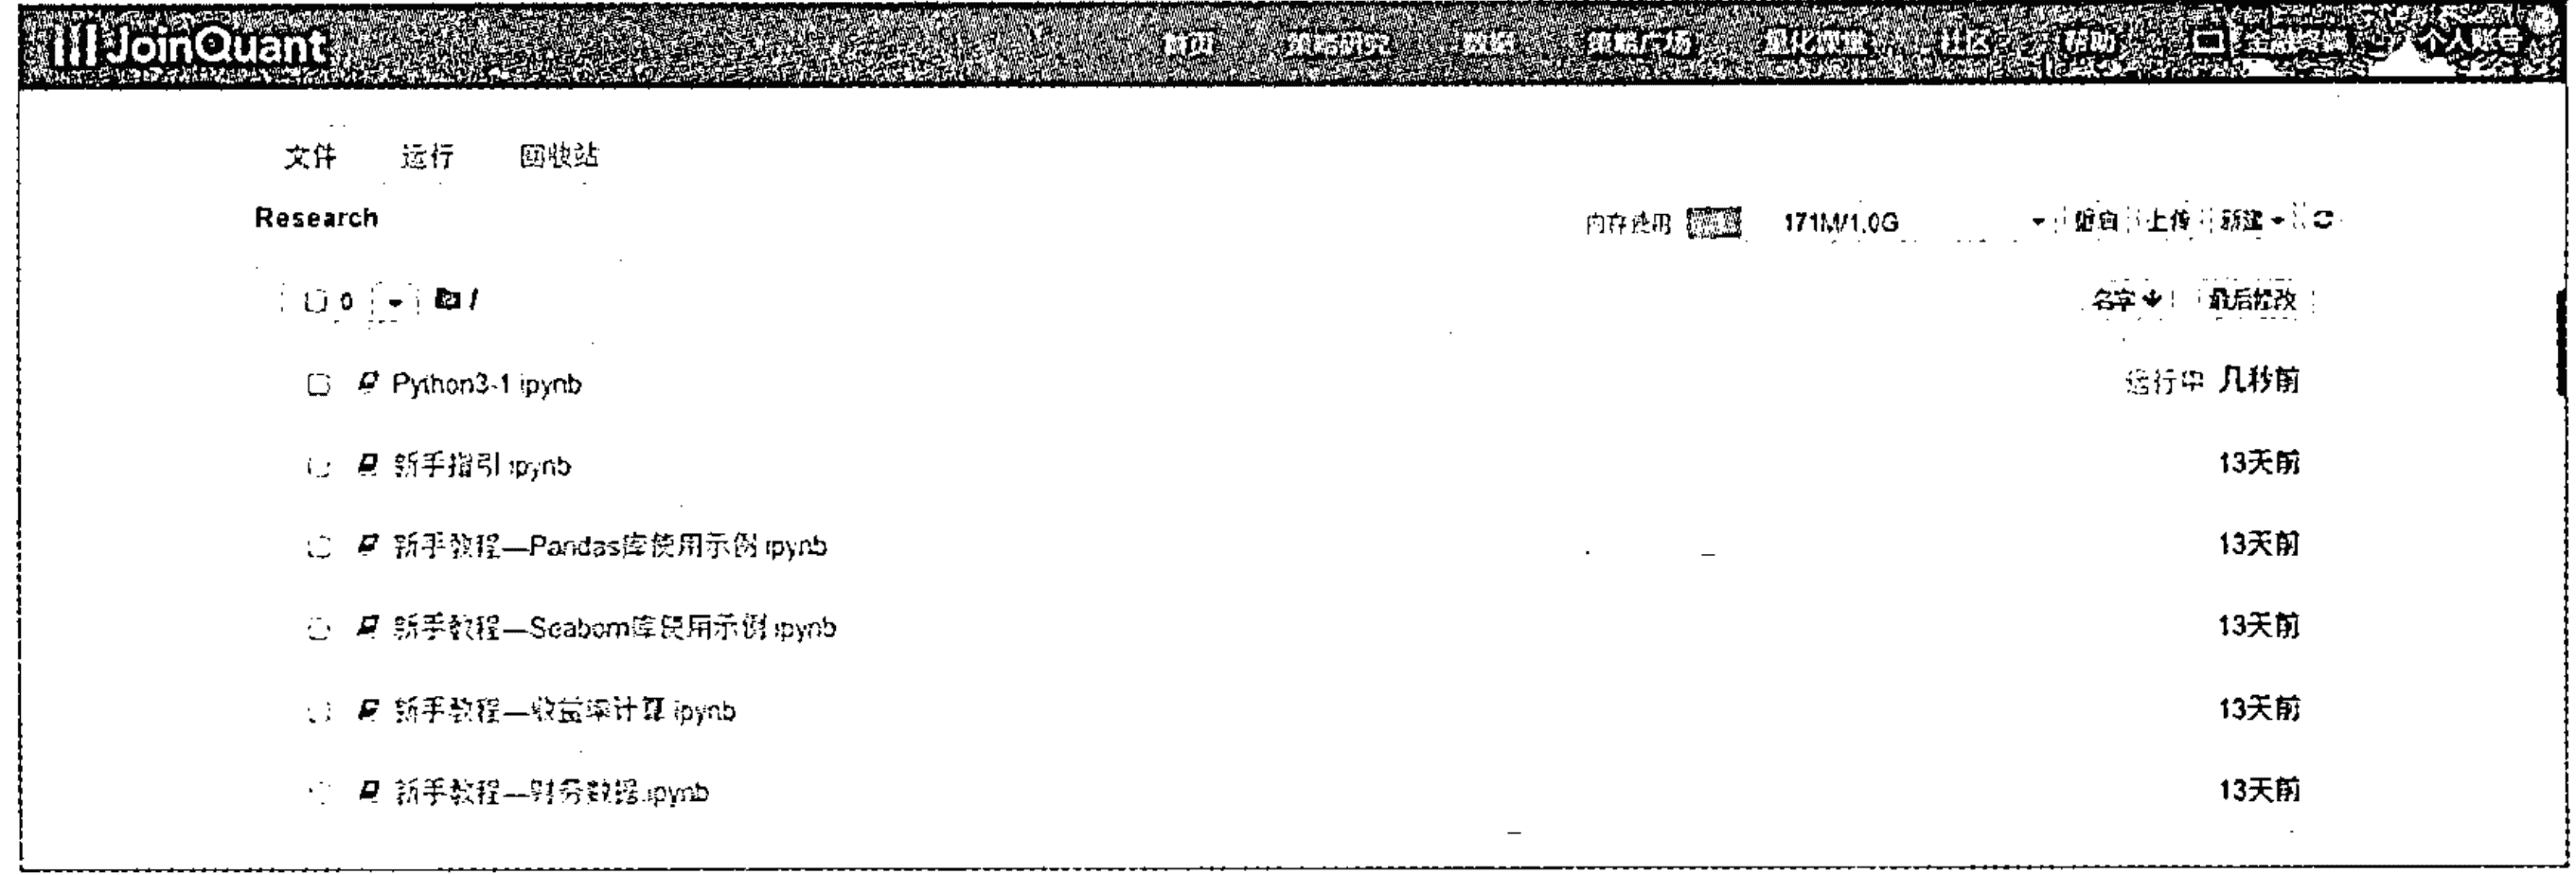 JoinQuant 首页 策略研究 数据 策略广场 量化课堂 社区 帮助 金融终端 个人账号
文件 运行 回收站
Research 内存使用 171M/1.0G 上传 新建
0 / 名字 最后修改
Python3-1.ipynb 运行中 几秒前
新手指引.ipynb 13天前
新手教程—Pandas库使用示例.ipynb 13天前
新手教程—Seaborn库使用示例.ipynb 13天前
新手教程—收益率计算.ipynb 13天前
新手教程—财务数据.ipynb 13天前